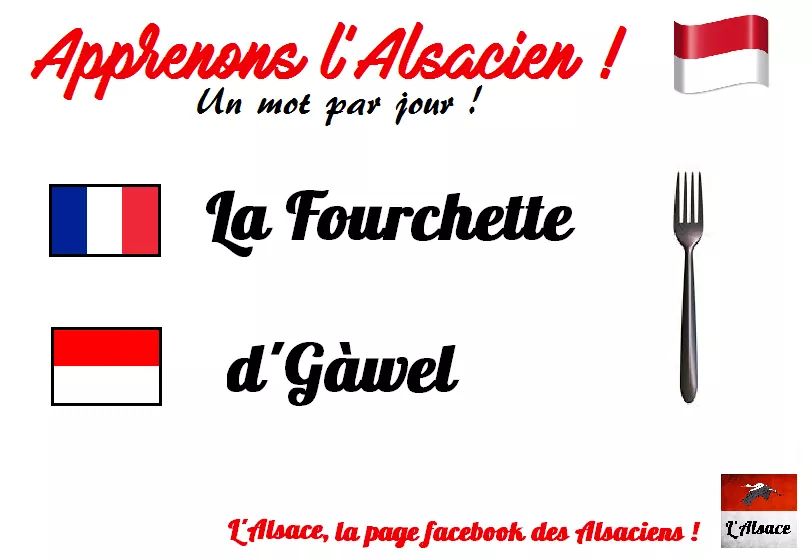 Apprenons l'Alsacien !
Un mot par jour !
La Fourchette
d'Gàwel
L'Alsace
L'Alsace, la page facebook des Alsaciens !